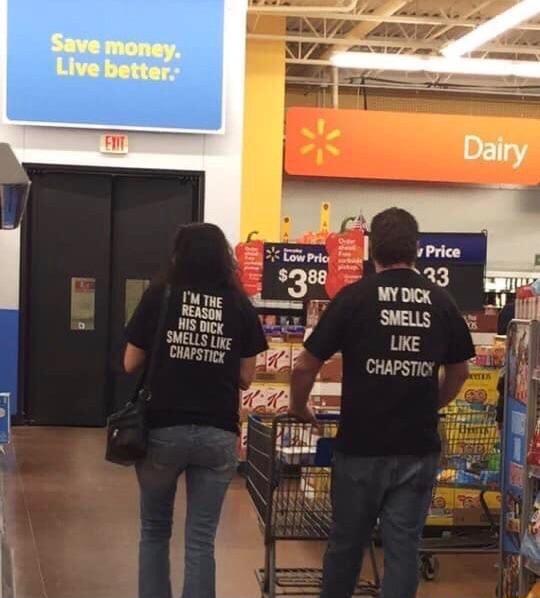 Save money.
Live better.
EXIT
Dairy
Low Price
Price
$3.88
33
I'M THE
REASON
HIS DICK
SMELLS LIKE
CHAPSTICK
MY DICK
SMELLS
LIKE
CHAPSTICK